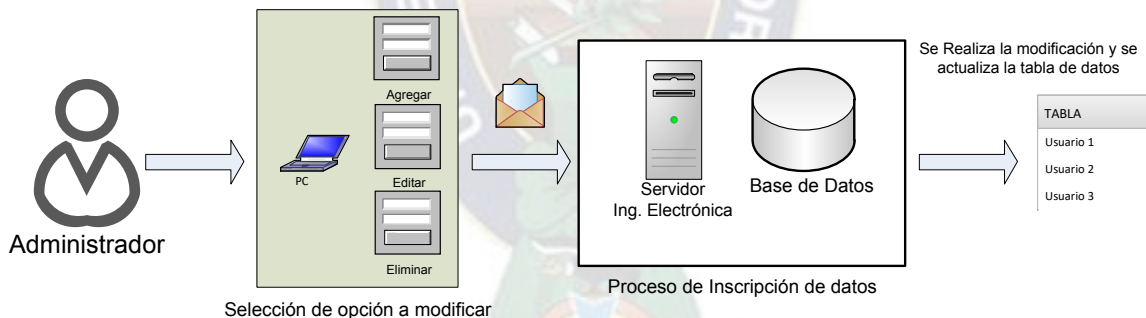 Administrador
PC
Agregar
Editar
Eliminar
Selección de opción a modificar
Servidor
Ing. Electrónica
Base de Datos
Proceso de Inscripción de datos
Se Realiza la modificación y se
actualiza la tabla de datos
TABLA
Usuario 1
Usuario 2
Usuario 3